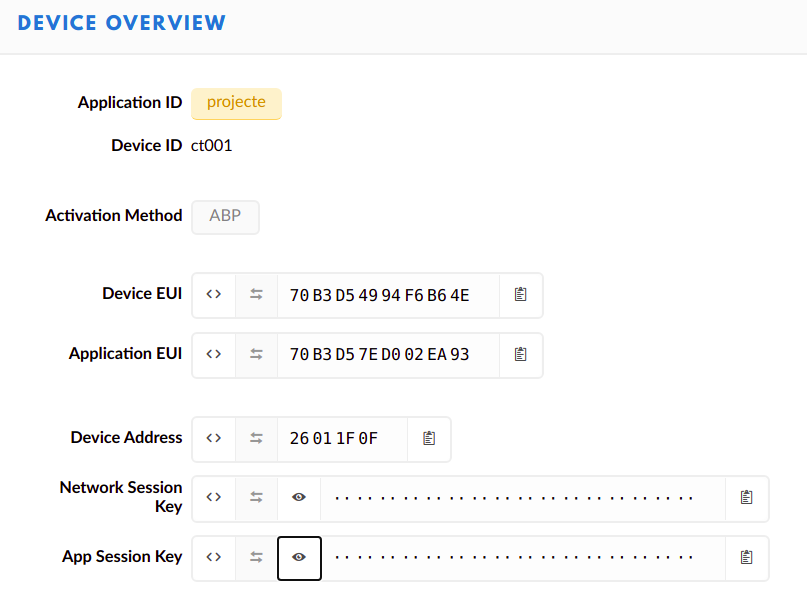 DEVICE OVERVIEW
Application ID projecte
Device ID ct001
Activation Method ABP
Device EUI <> 70 B3 D5 49 94 F6 B6 4E
Application EUI <> 70 B3 D5 7E D0 02 EA 93
Device Address <> 26 01 1F 0F
Network Session
Key <>
App Session Key <>